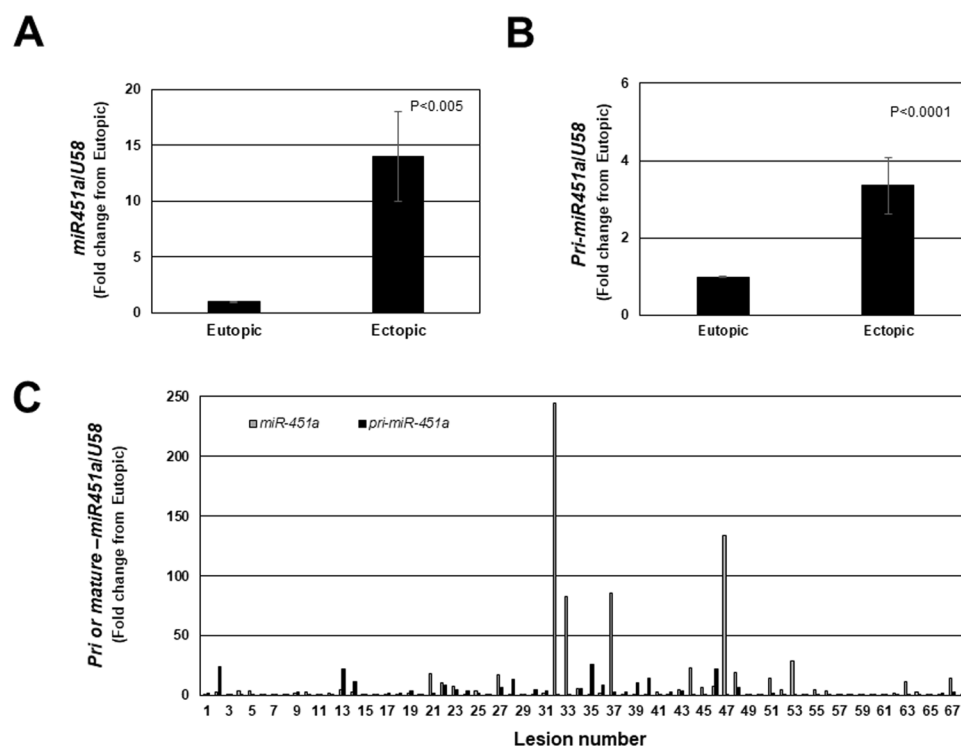 A
miR451a/U58
(Fold change from Eutopic)
20
15
10
5
0
P<0.005
Eutopic Ectopic
B
Pri-miR451a/U58
(Fold change from Eutopic)
6
4
2
0
P<0.0001
Eutopic Ectopic
C
Pri or mature –miR451a/U58
(Fold change from Eutopic)
250
200
150
100
50
0
miR-451a pri-miR-451a
1 3 5 7 9 11 13 15 17 19 21 23 25 27 29 31 33 35 37 39 41 43 45 47 49 51 53 55 57 59 61 63 65 67
Lesion number